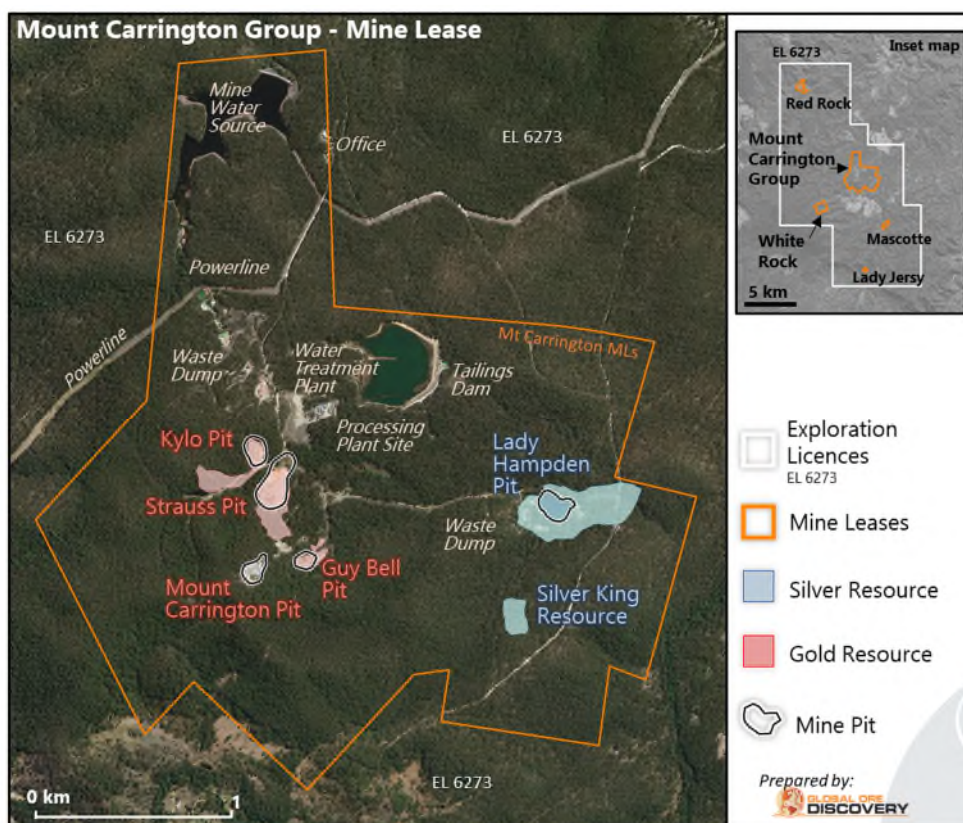 Mount Carrington Group - Mine Lease
Mine
Water
Source
Office
EL 6273
EL 6273
Powerline
Powerline
Mt Carrington MLs
Waste
Dump
Water
Treatment
Plant
Tailings
Dam
Processing
Plant Site
Kylo Pit
Strauss Pit
Lady
Hampden
Pit
Waste
Dump
Mount
Carrington Pit
Guy Bell
Pit
Silver King
Resource
EL 6273
0 km
1
EL 6273
Inset map
Red Rock
Mount
Carrington
Group
White
Rock
Mascotte
Lady Jersy
5 km
Exploration
Licences
EL 6273
Mine Leases
Silver Resource
Gold Resource
Mine Pit
Prepared by:
GLOBAL ORE
DISCOVERY